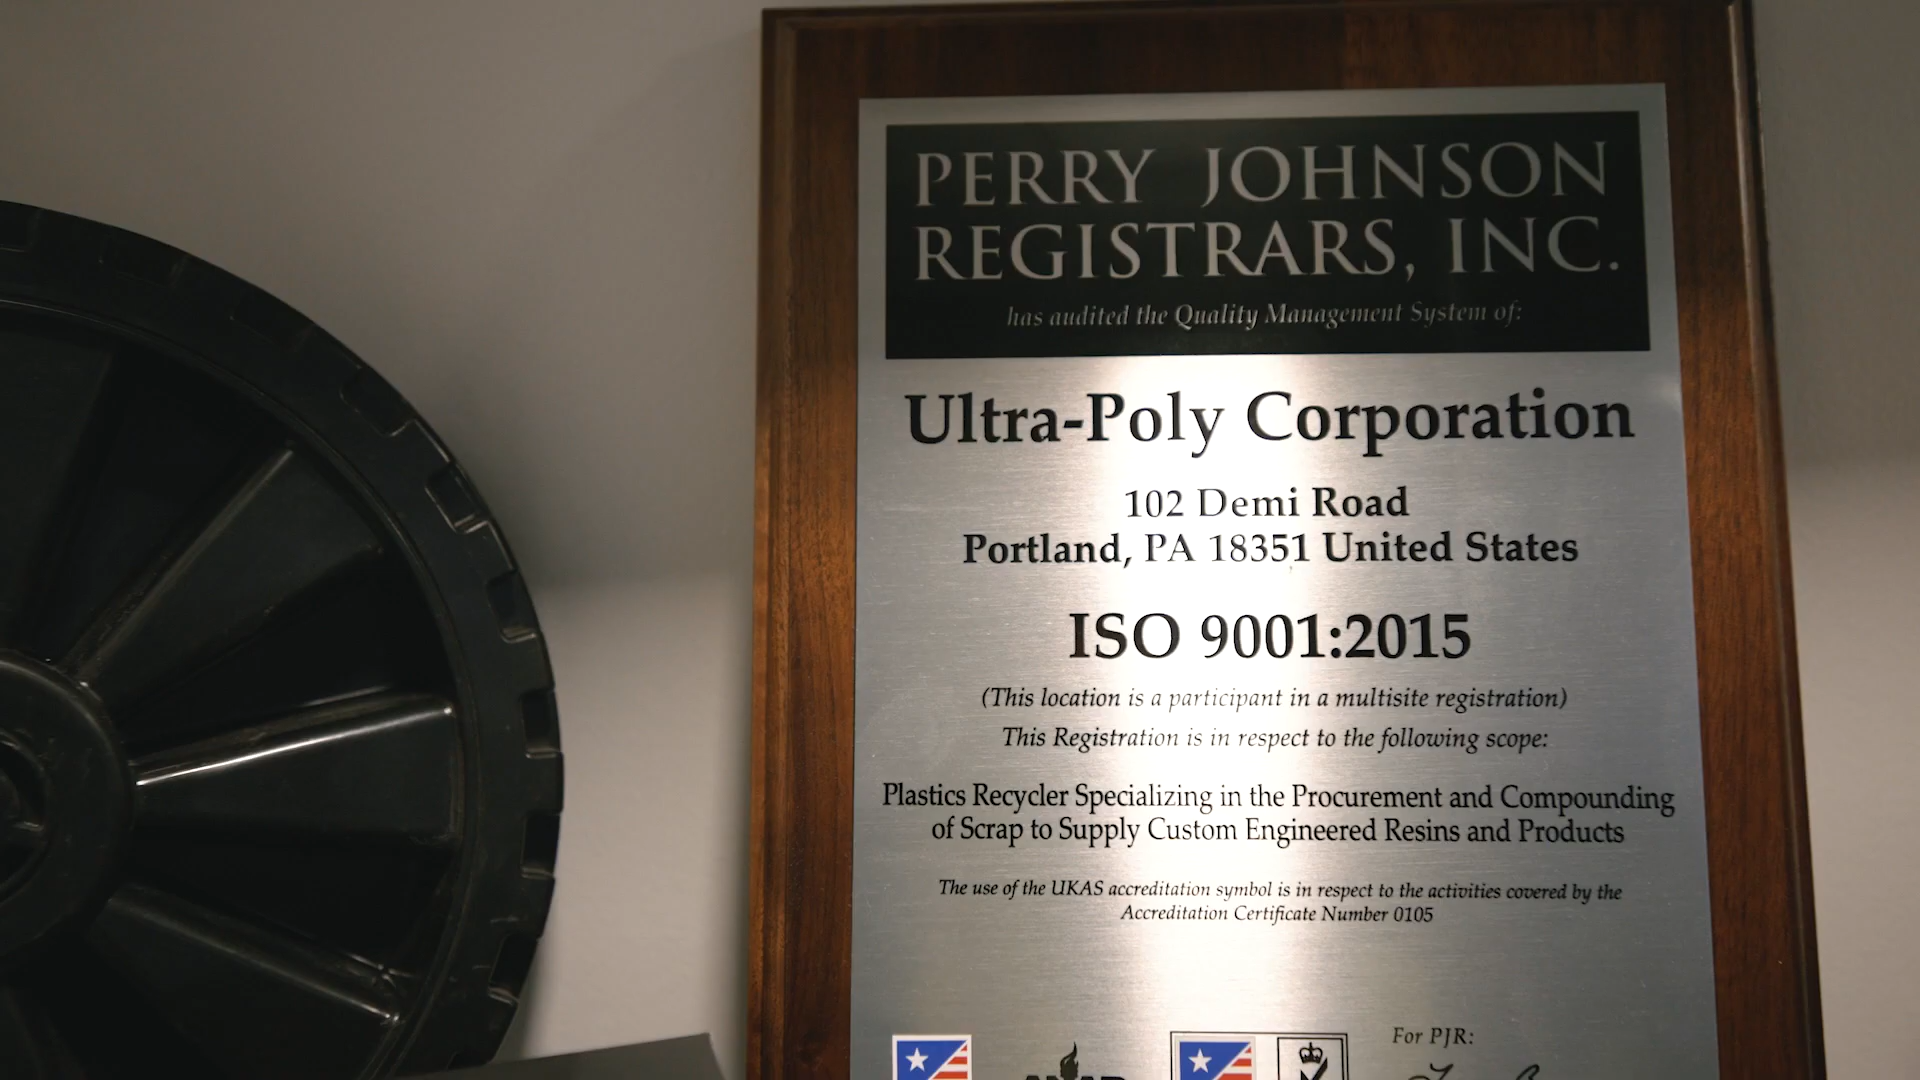 PERRY JOHNSON
REGISTRARS, INC.
has audited the Quality Management System of:
Ultra-Poly Corporation
102 Demi Road
Portland, PA 18351 United States
ISO 9001:2015
(This location is a participant in a multisite registration)
This Registration is in respect to the following scope:
Plastics Recycler Specializing in the Procurement and Compounding
of Scrap to Supply Custom Engineered Resins and Products
The use of the UKAS accreditation symbol is in respect to the activities covered by the
Accreditation Certificate Number 0105
For PJR: